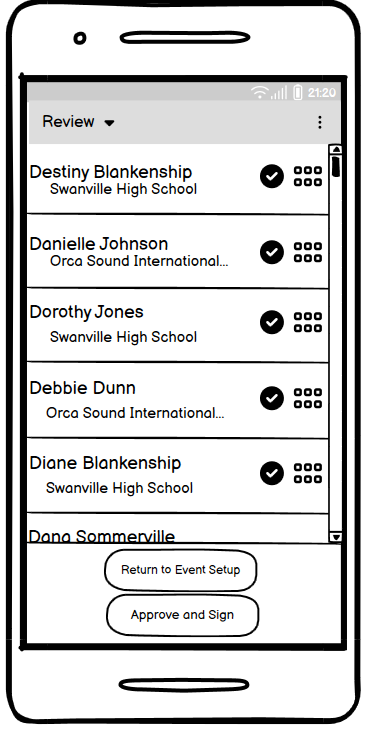 21:20
Review
Destiny Blankenship
Swanville High School
Danielle Johnson
Orca Sound International...
Dorothy Jones
Swanville High School
Debbie Dunn
Orca Sound International...
Diane Blankenship
Swanville High School
Dana Sommerville
Return to Event Setup
Approve and Sign